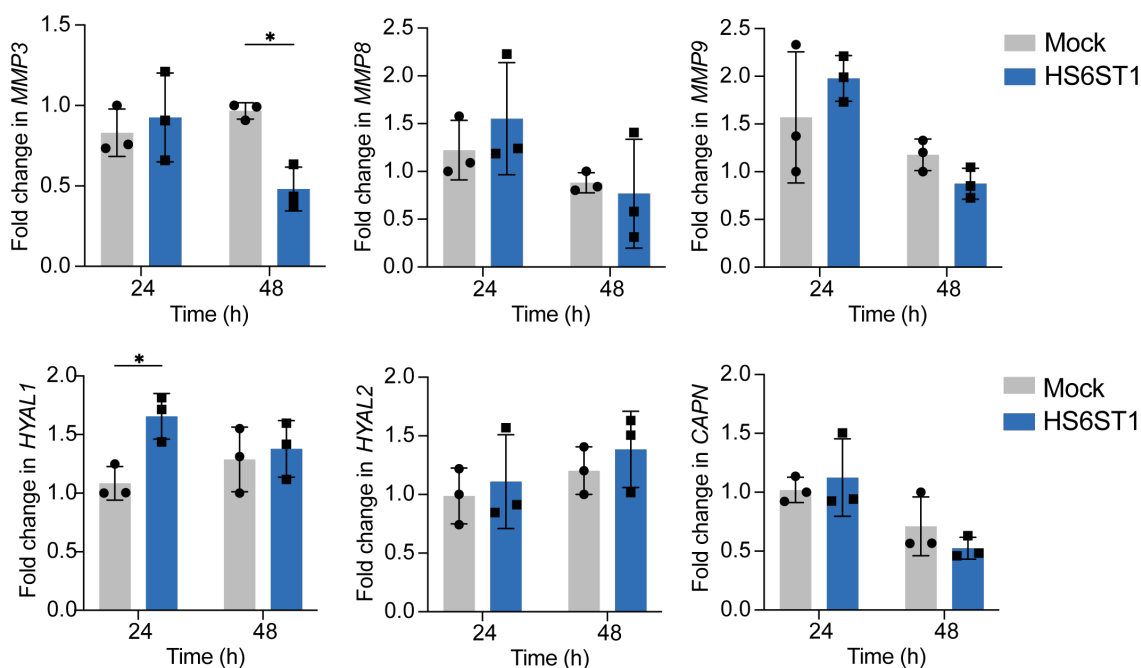 Fold change in MMP3
1.5
1.0
0.5
0.0
*
24
48
Time (h)
Fold change in MMP8
2.5
2.0
1.5
1.0
0.5
0.0
24
48
Time (h)
Fold change in MMP9
2.5
2.0
1.5
1.0
0.5
0.0
24
48
Time (h)
Mock
HS6ST1
Fold change in HYAL1
2.0
1.5
1.0
0.5
0.0
*
24
48
Time (h)
Fold change in HYAL2
2.0
1.5
1.0
0.5
0.0
24
48
Time (h)
Fold change in CAPN
2.0
1.5
1.0
0.5
0.0
24
48
Time (h)
Mock
HS6ST1